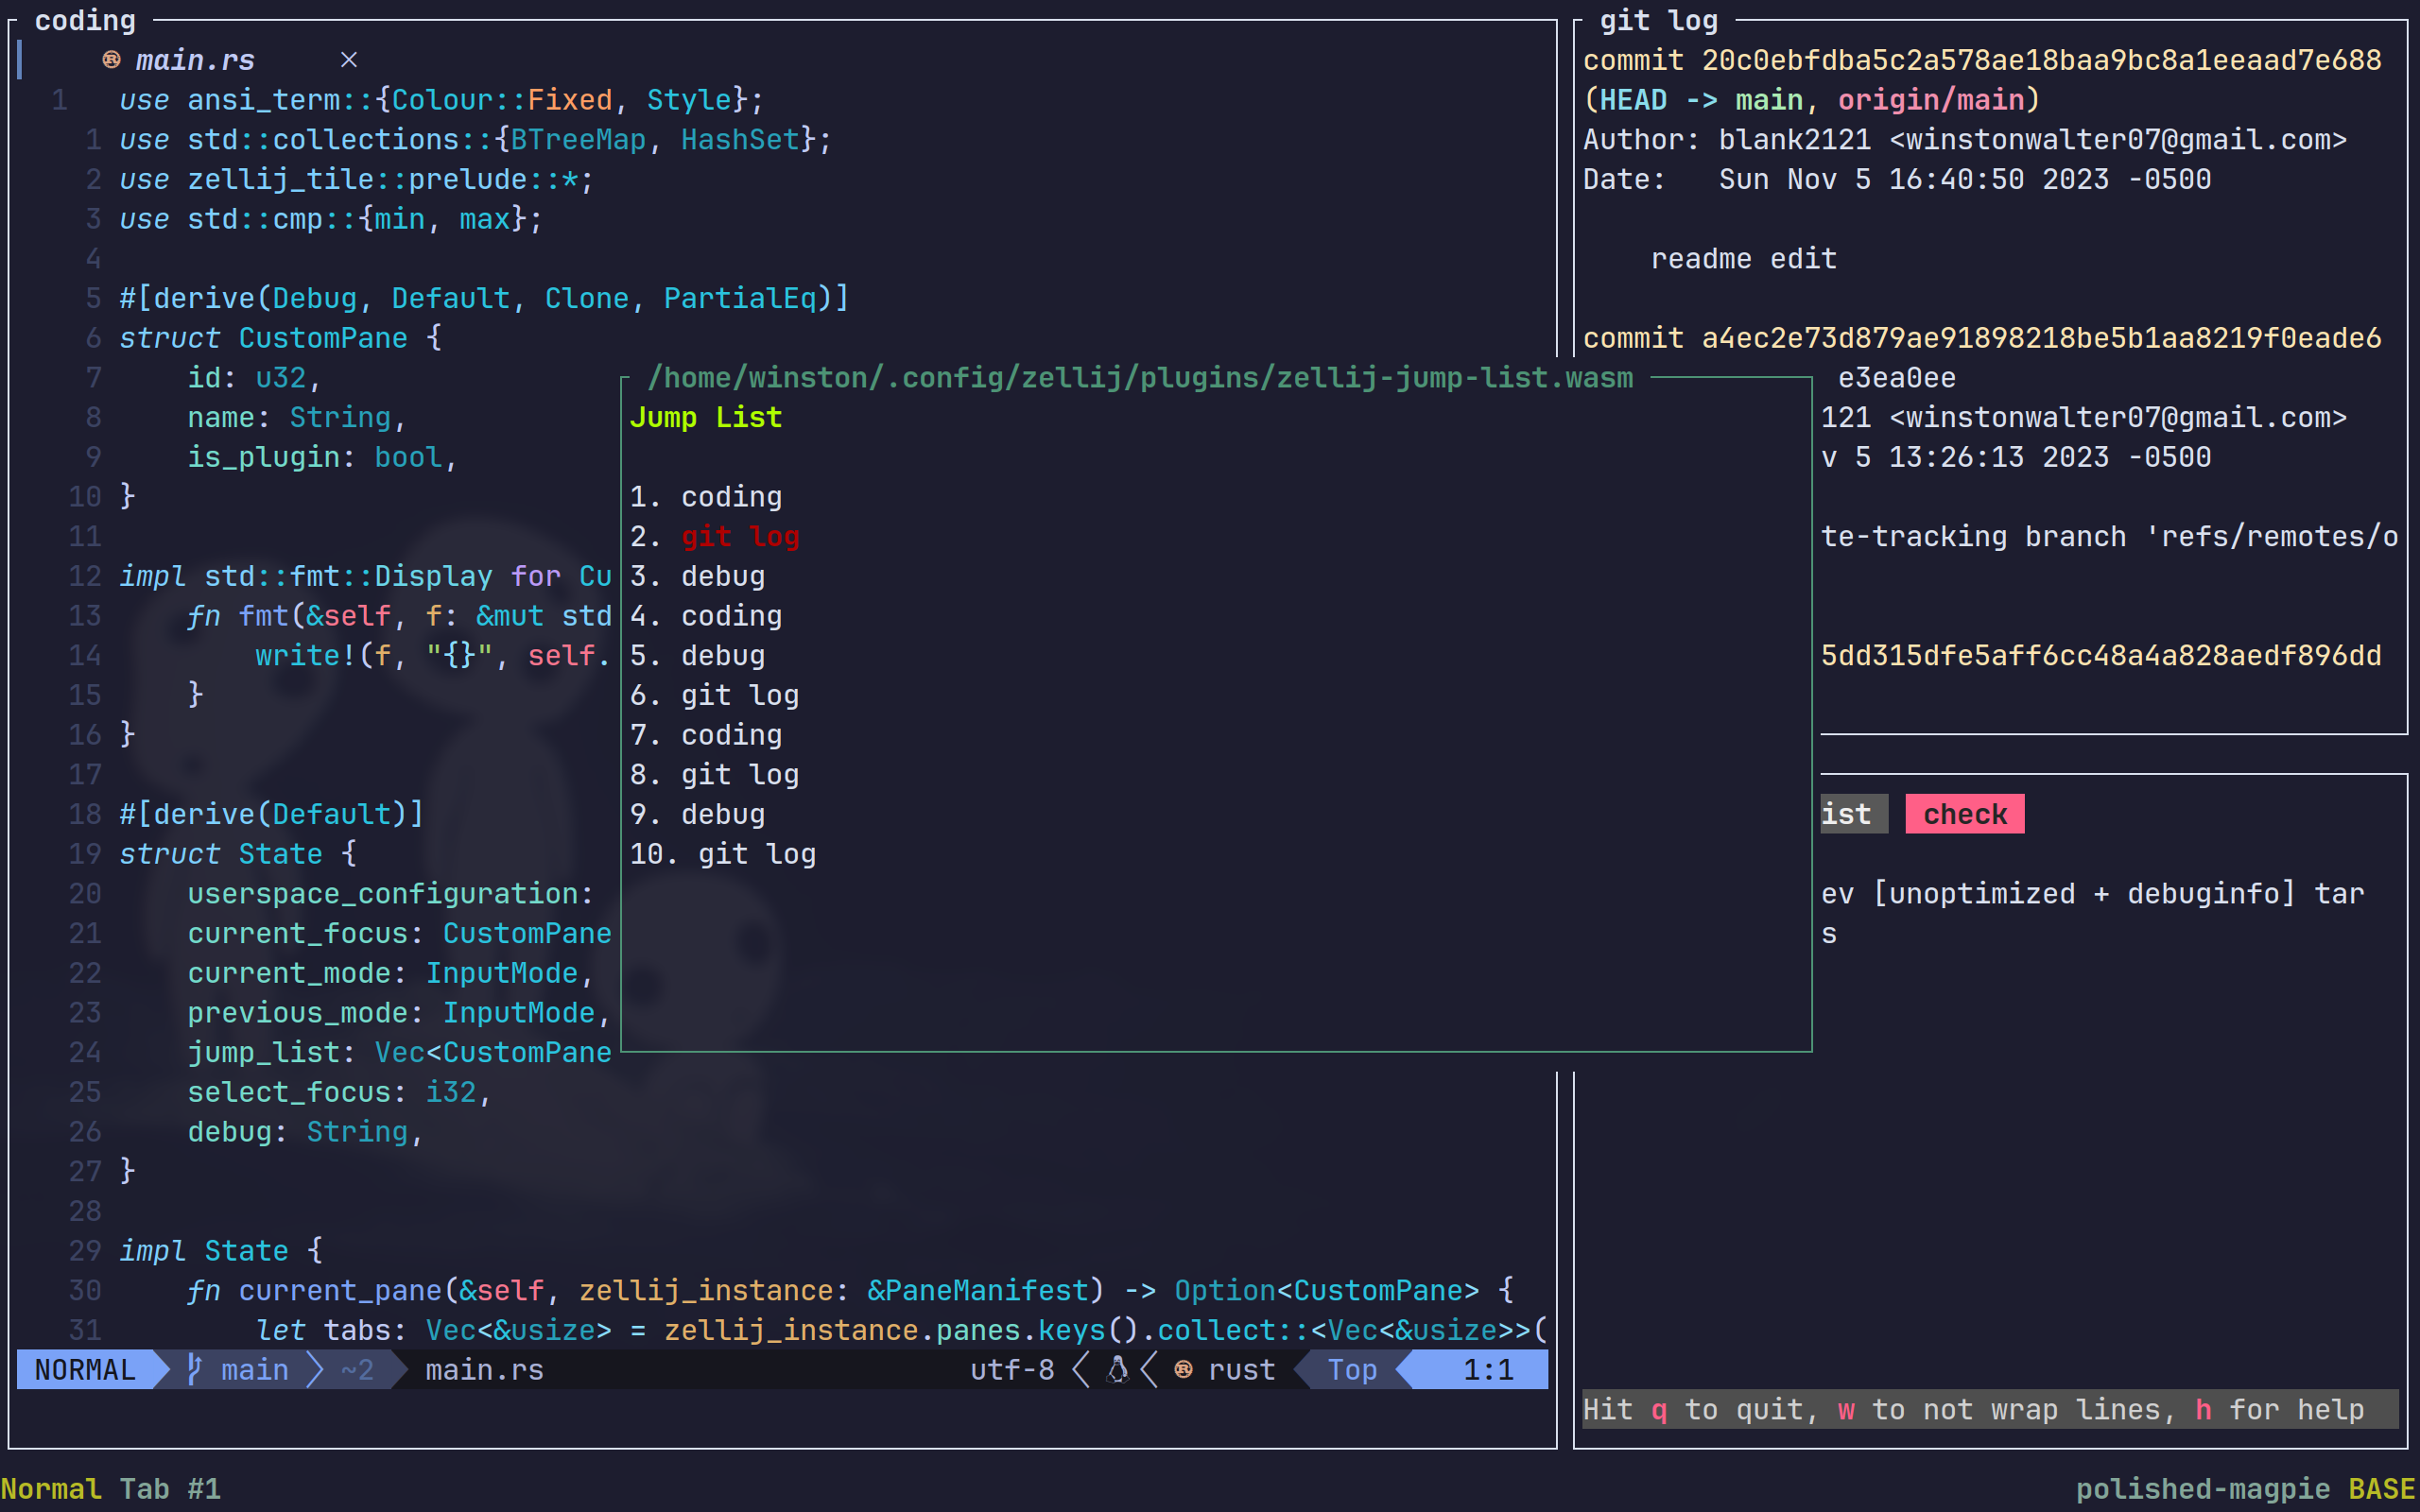 coding
main.rs ×
1 use ansi_term::{Colour::Fixed, Style};
1 use std::collections::{BTreeMap, HashSet};
2 use zellij_tile::prelude::*;
3 use std::cmp::{min, max};
4
5 #[derive(Debug, Default, Clone, PartialEq)]
6 struct CustomPane {
7 id: u32,
8 name: String,
9 is_plugin: bool,
10 }
11
12 impl std::fmt::Display for Cu
13 fn fmt(&self, f: &mut std
14 write!(f, "{}", self.
15 }
16 }
17
18 #[derive(Default)]
19 struct State {
20 userspace_configuration:
21 current_focus: CustomPane
22 current_mode: InputMode,
23 previous_mode: InputMode,
24 jump_list: Vec<CustomPane
25 select_focus: i32,
26 debug: String,
27 }
28
29 impl State {
30 fn current_pane(&self, zellij_instance: &PaneManifest) -> Option<CustomPane> {
31 let tabs: Vec<&usize> = zellij_instance.panes.keys().collect::<Vec<&usize>>(
NORMAL main ~2 main.rs utf-8 rust Top 1:1
/home/winston/.config/zellij/plugins/zellij-jump-list.wasm
Jump List
1. coding
2. git log
3. debug
4. coding
5. debug
6. git log
7. coding
8. git log
9. debug
10. git log
git log
commit 20c0ebfdba5c2a578ae18baa9bc8a1eeaad7e688
(HEAD -> main, origin/main)
Author: blank2121 <winstonwalter07@gmail.com>
Date: Sun Nov 5 16:40:50 2023 -0500
readme edit
commit a4ec2e73d879ae91898218be5b1aa8219f0eade6
e3ea0ee
121 <winstonwalter07@gmail.com>
v 5 13:26:13 2023 -0500
te-tracking branch 'refs/remotes/o
5dd315dfe5aff6cc48a4a828aedf896dd
ist check
ev [unoptimized + debuginfo] tar
s
Hit q to quit, w to not wrap lines, h for help
Normal Tab #1
polished-magpie BASE